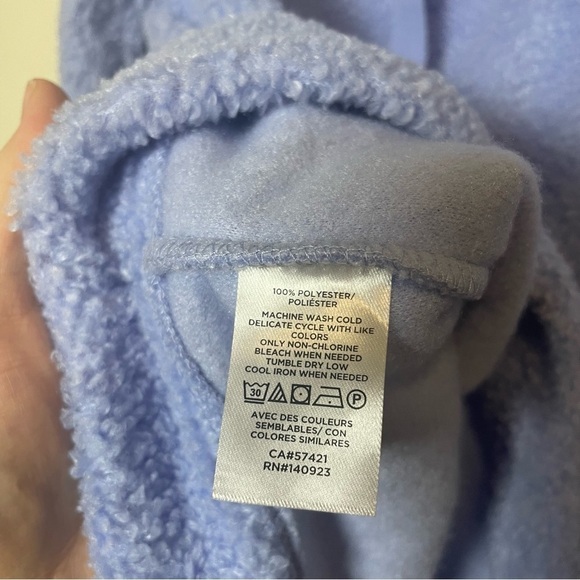 100% POLYESTER/
POLIÉSTER
MACHINE WASH COLD
DELICATE CYCLE WITH LIKE
COLORS
ONLY NON-CHLORINE
BLEACH WHEN NEEDED
TUMBLE DRY LOW
COOL IRON WHEN NEEDED
30 P
AVEC DES COULEURS
SEMBLABLES/ CON
COLORES SIMILARES
CA#57421
RN#140923